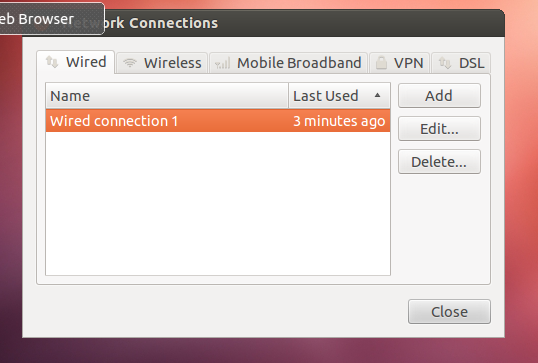 eb Browser
work Connections
Wired
Wireless
Mobile Broadband
VPN
DSL
Name
Last Used
Add
Wired connection 1
3 minutes ago
Edit...
Delete...
Close